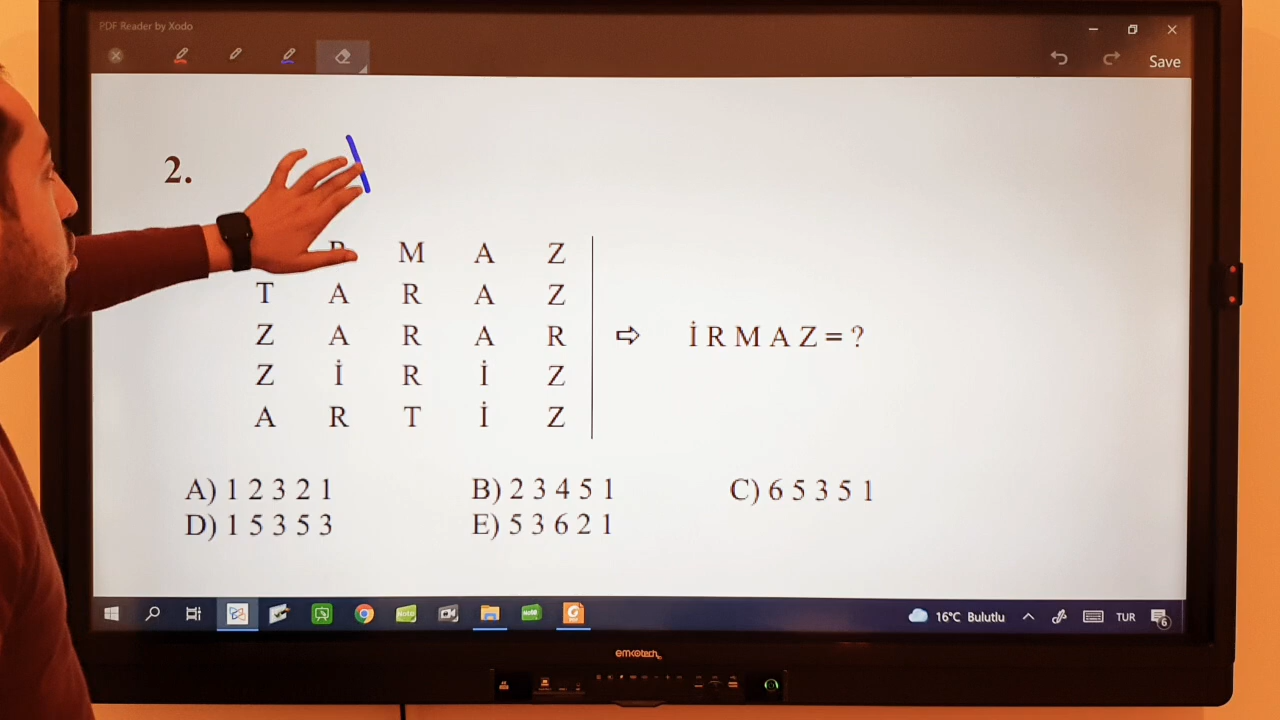 PDF Reader by Xodo
Save
2.
M A Z
T A R A Z
Z A R A R
Z İ R İ Z
A R T İ Z
⇨ İ R M A Z = ?
A) 1 2 3 2 1 B) 2 3 4 5 1 C) 6 5 3 5 1
D) 1 5 3 5 3 E) 5 3 6 2 1
16°C Bulutlu TUR 6
emkotech